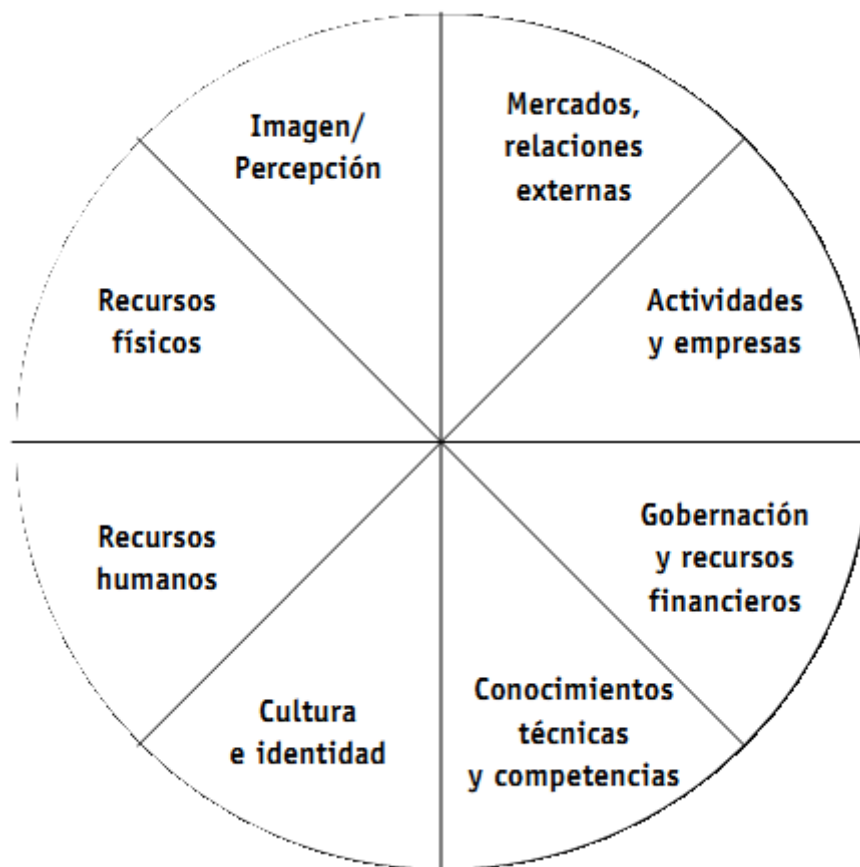 Imagen/
Percepción
Mercados,
relaciones
externas
Recursos
físicos
Actividades
y empresas
Recursos
humanos
Gobernación
y recursos
financieros
Cultura
e identidad
Conocimientos
técnicas
y competencias